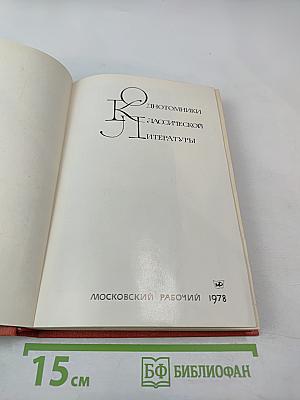 Однотомники
Классической
Литературы
МОСКОВСКИЙ РАБОЧИЙ 1978
15 см
БФ БИБЛИОФАН